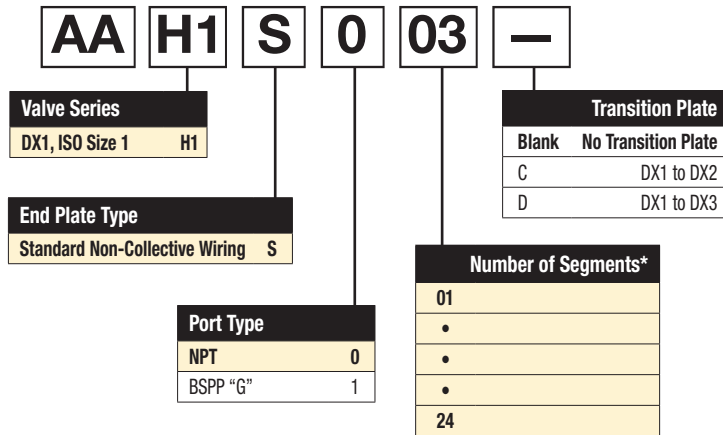 AA H1 S 0 03 –
Valve Series
DX1, ISO Size 1 H1
Transition Plate
Blank No Transition Plate
C DX1 to DX2
D DX1 to DX3
End Plate Type
Standard Non-Collective Wiring S
Number of Segments*
01
•
•
•
24
Port Type
NPT 0
BSPP “G” 1